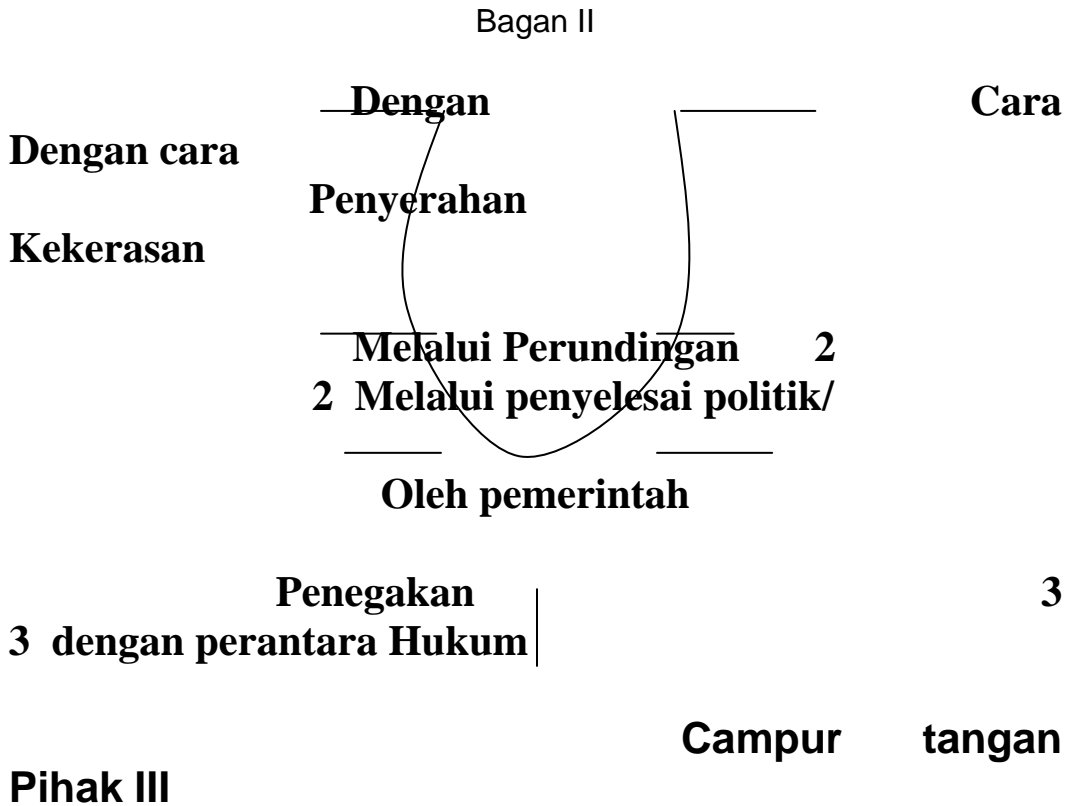 Bagan II
Dengan Cara
Dengan cara
Penyerahan
Kekerasan
Melalui Perundingan 2
2 Melalui penyelesai politik/
Oleh pemerintah
Penegakan 3
3 dengan perantara Hukum
Campur tangan
Pihak III